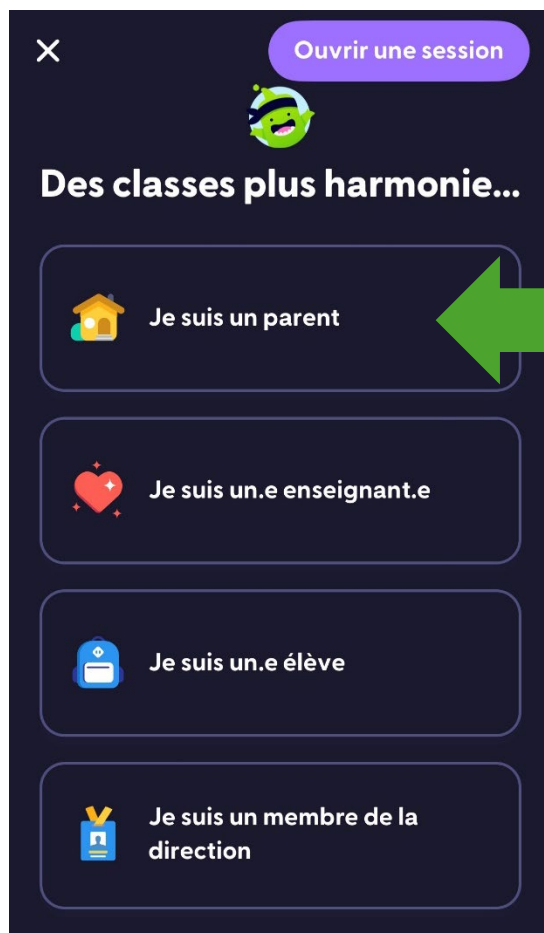 Ouvrir une session
Des classes plus harmonie...
Je suis un parent
Je suis un.e enseignant.e
Je suis un.e élève
Je suis un membre de la
direction